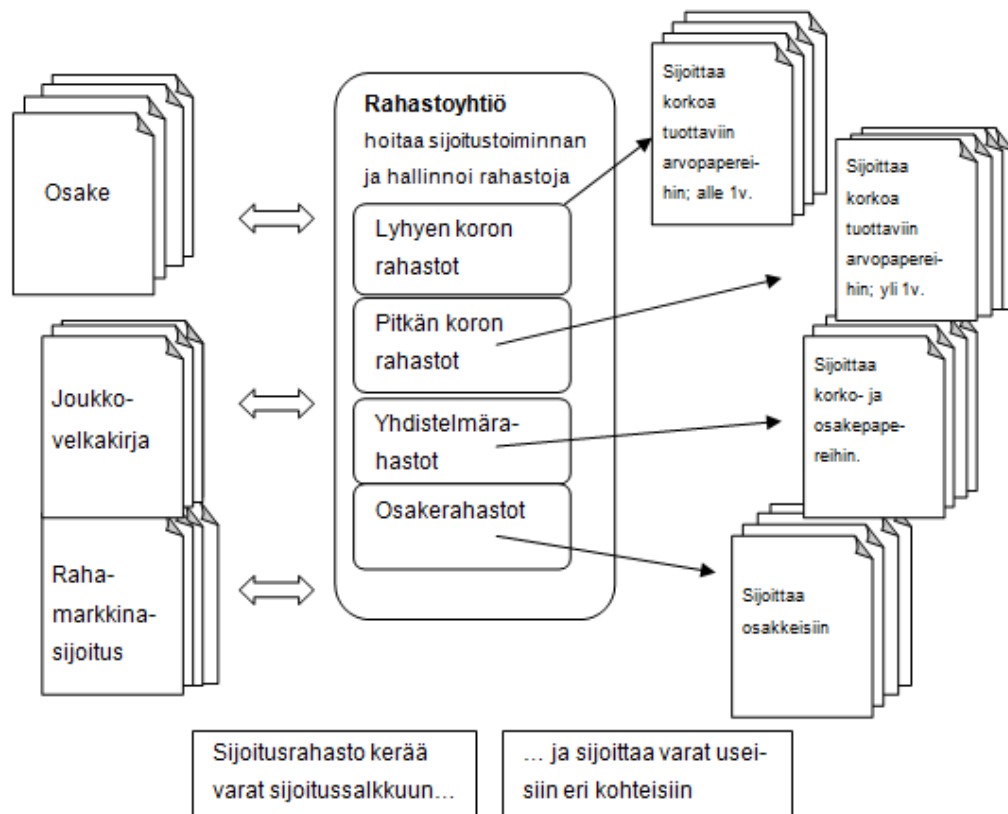 Osake
Joukko-
velkakirja
Raha-
markkina-
sijoitus
Rahastoyhtiö
hoitaa sijoitustoiminnan
ja hallinnoi rahastoja
Lyhyen koron
rahastot
Pitkän koron
rahastot
Yhdistelmära-
hastot
Osakerahastot
Sijoittaa
korkoa
tuottaviin
arvopaperei-
hin; alle 1v.
Sijoittaa
korkoa
tuottaviin
arvopaperei-
hin; yli 1v.
Sijoittaa
korko- ja
osakepape-
reihin.
Sijoittaa
osakkeisiin
Sijoitusrahasto kerää
varat sijoitussalkkuun…
… ja sijoittaa varat usei-
siin eri kohteisiin